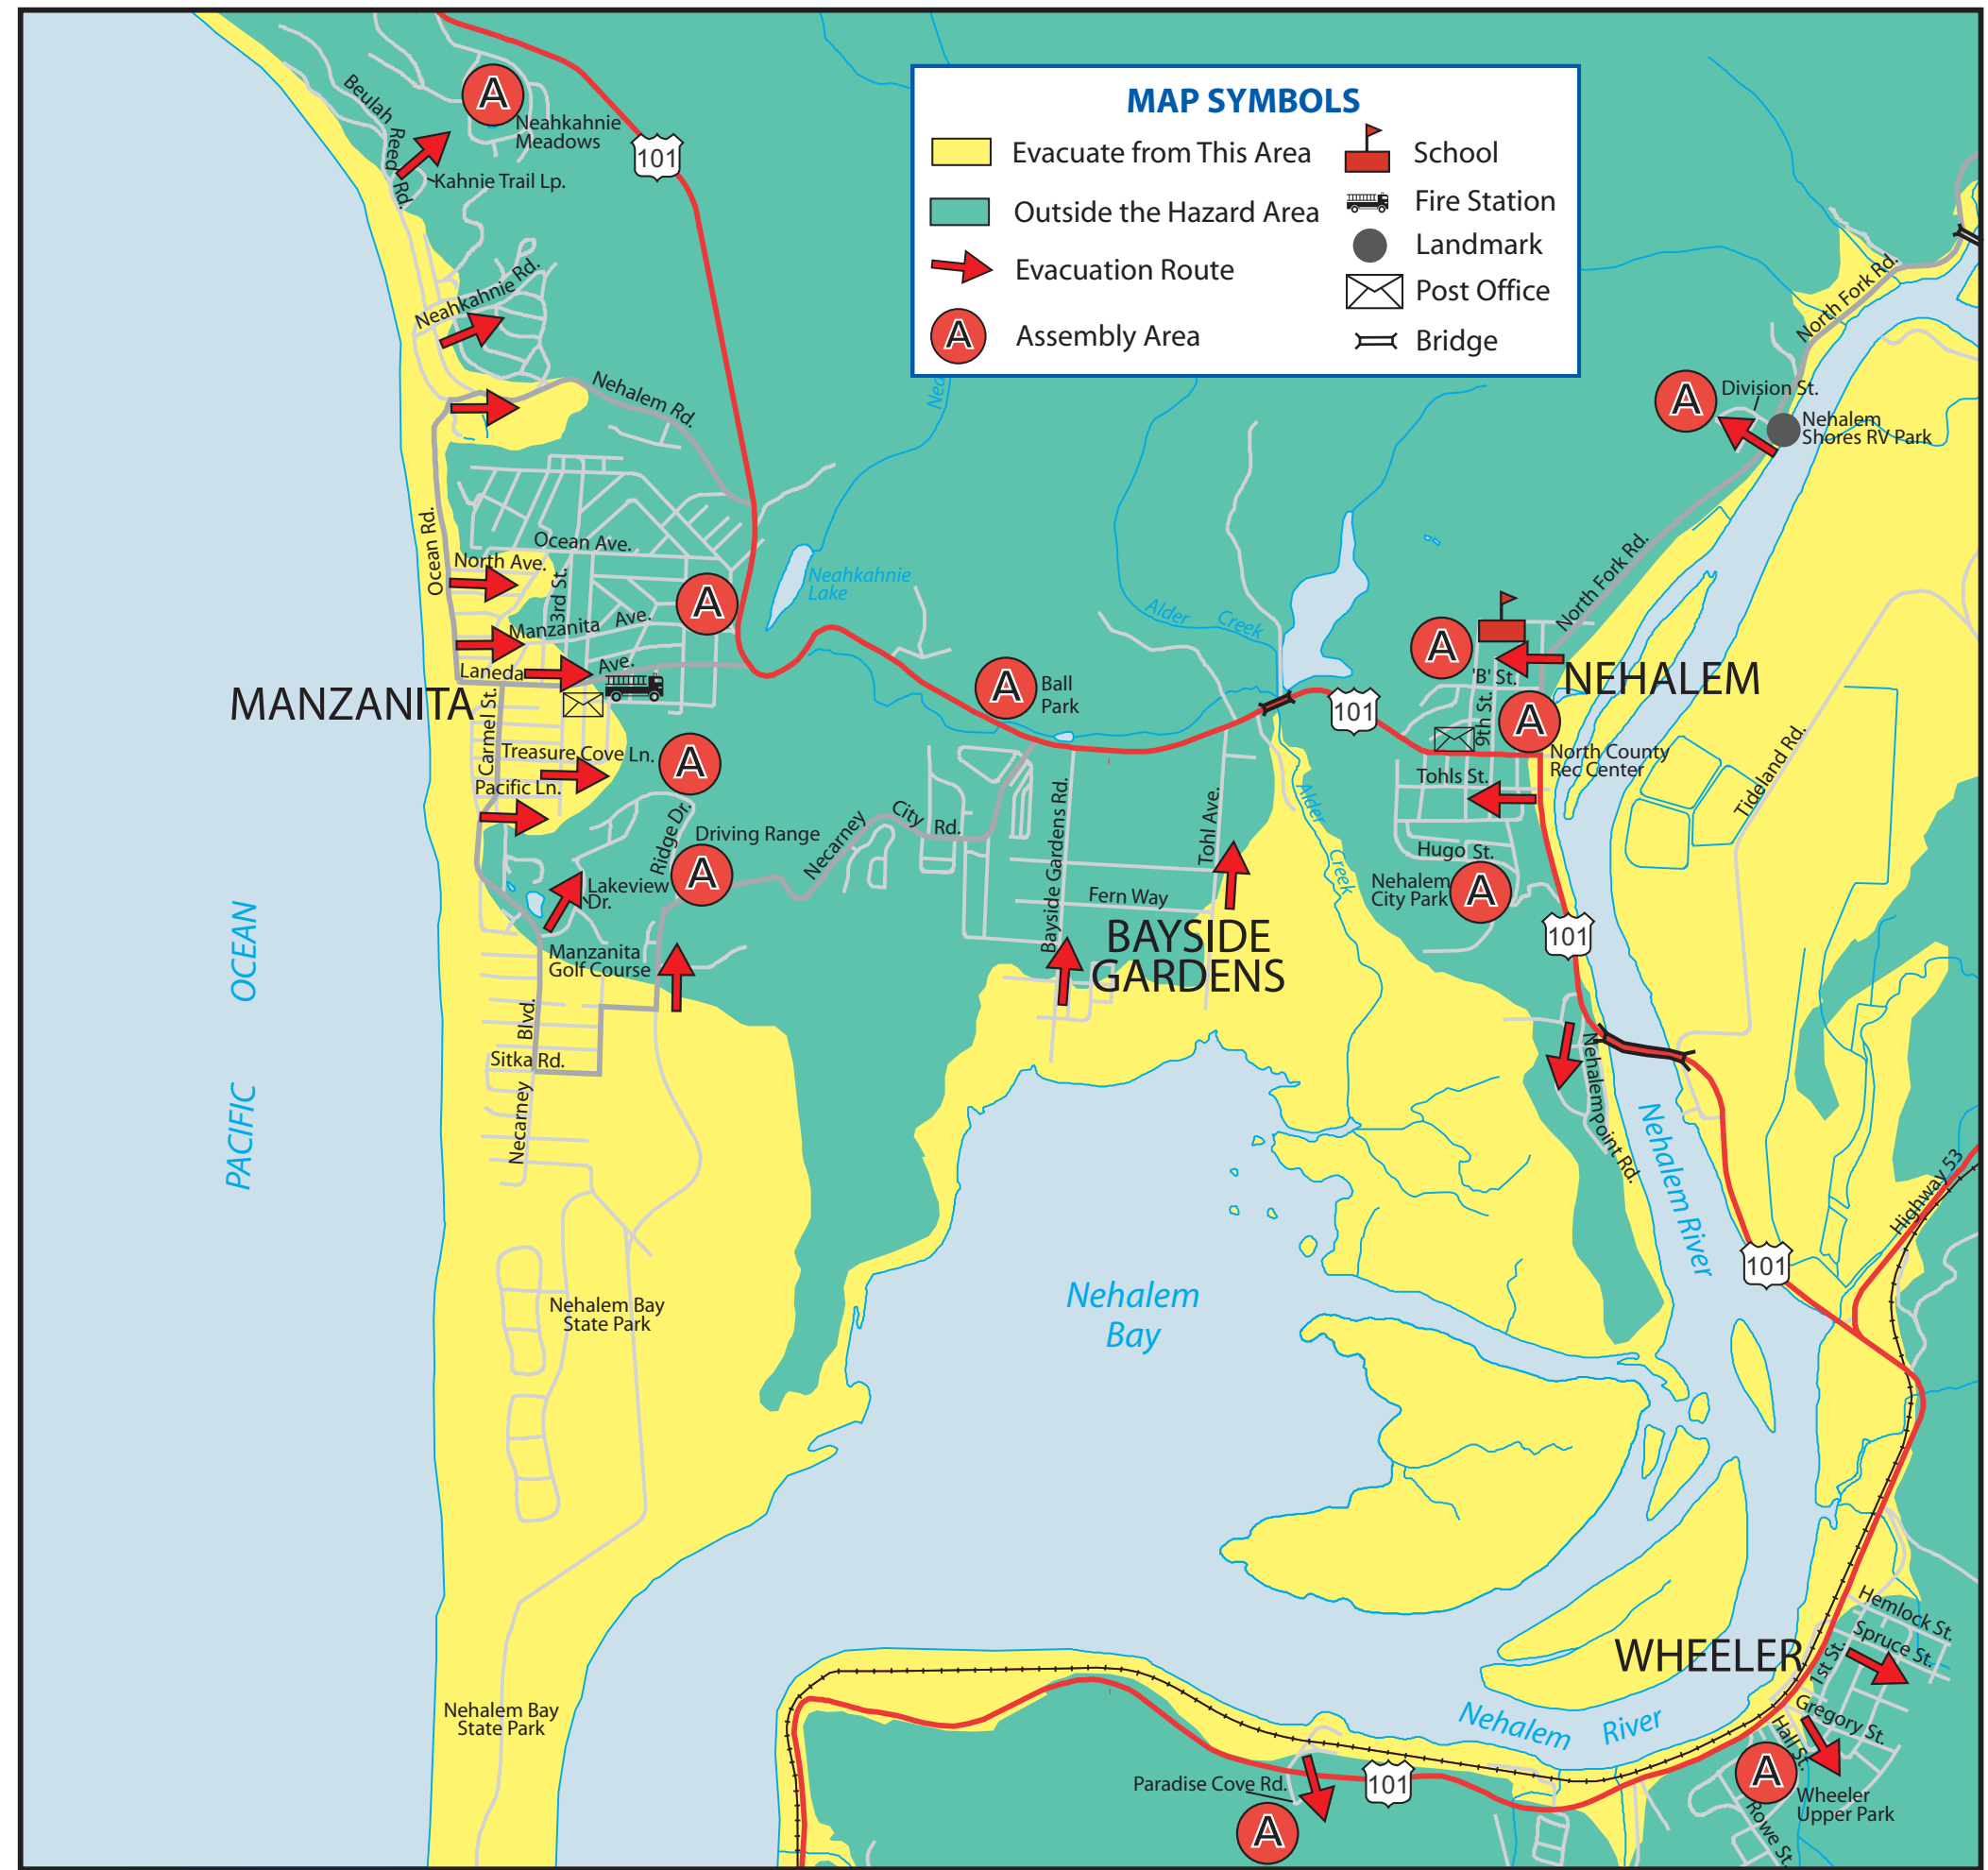 MAP SYMBOLS
Evacuate from This Area
Outside the Hazard Area
Evacuation Route
A
Assembly Area
School
Fire Station
Landmark
Post Office
Bridge
Beulah Reed Rd.
A
Neahkahnie
Meadows
Kahnie Trail Lp.
101
Neahkahnie Rd.
Nehalem Rd.
North Fork Rd.
A
Division St.
Nehalem
Shores RV Park
Nea
Ocean Rd.
Ocean Ave.
North Ave.
3rd St.
Manzanita Ave.
A
Neahkahnie
Lake
Alder Creek
North Fork Rd.
Laneda Ave.
MANZANITA
Carmel St.
Treasure Cove Ln.
A
Pacific Ln.
A
Ball
Park
101
A
'B' St.
NEHALEM
9th St.
A
North County
Rec Center
Tohls St.
Tideland Rd.
Ridge Dr.
Driving Range
A
Necarney City Rd.
Bayside Gardens Rd.
Tohl Ave.
Alder Creek
Hugo St.
Nehalem
City Park
A
Lakeview
Dr.
Fern Way
BAYSIDE
GARDENS
101
Manzanita
Golf Course
PACIFIC OCEAN
Necarney Blvd.
Sitka Rd.
Nehalem Point Rd.
Nehalem River
Highway 53
101
Nehalem Bay
State Park
Nehalem
Bay
Nehalem Bay
State Park
WHEELER
Hemlock St.
Spruce St.
1st St.
Gregory St.
Hall St.
Nehalem River
Paradise Cove Rd.
101
A
A
Wheeler
Upper Park
Rowe St.